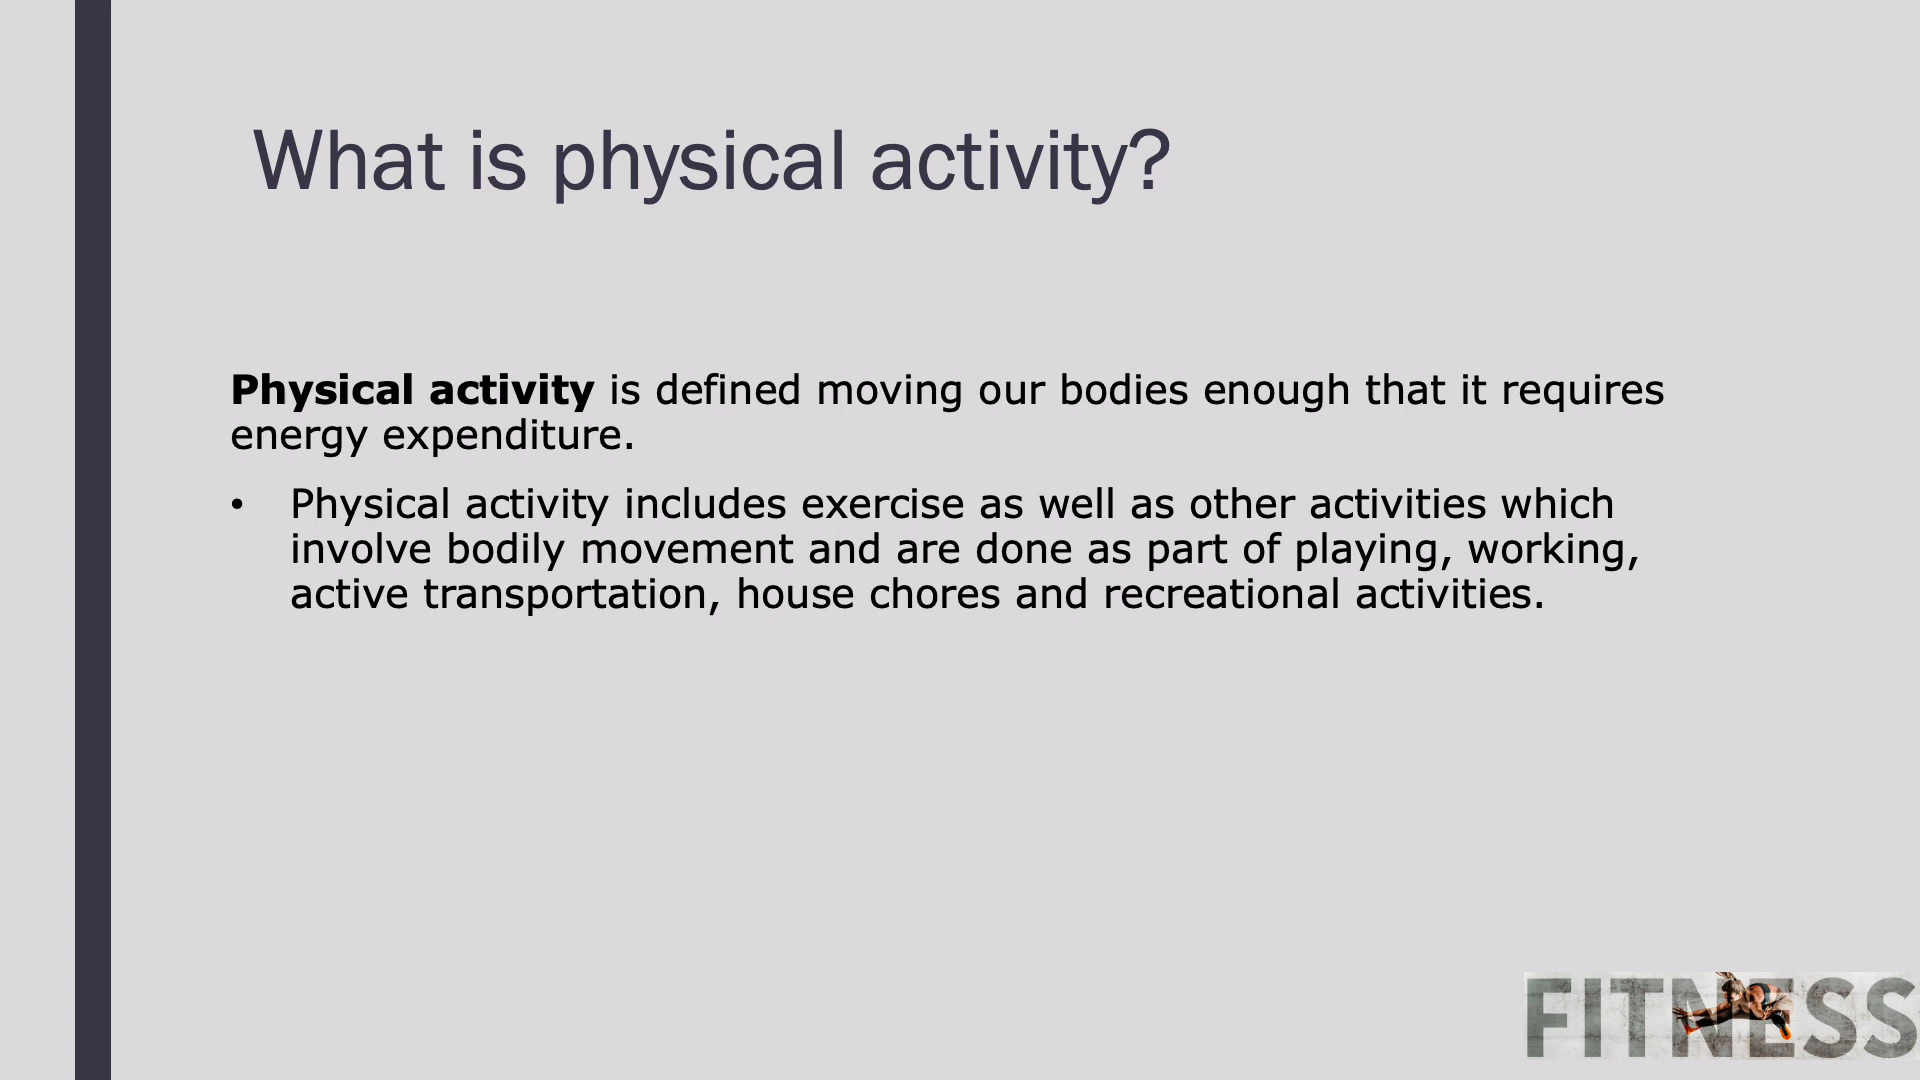 What is physical activity?
Physical activity is defined moving our bodies enough that it requires
energy expenditure.
• Physical activity includes exercise as well as other activities which
involve bodily movement and are done as part of playing, working,
active transportation, house chores and recreational activities.
FITNESS